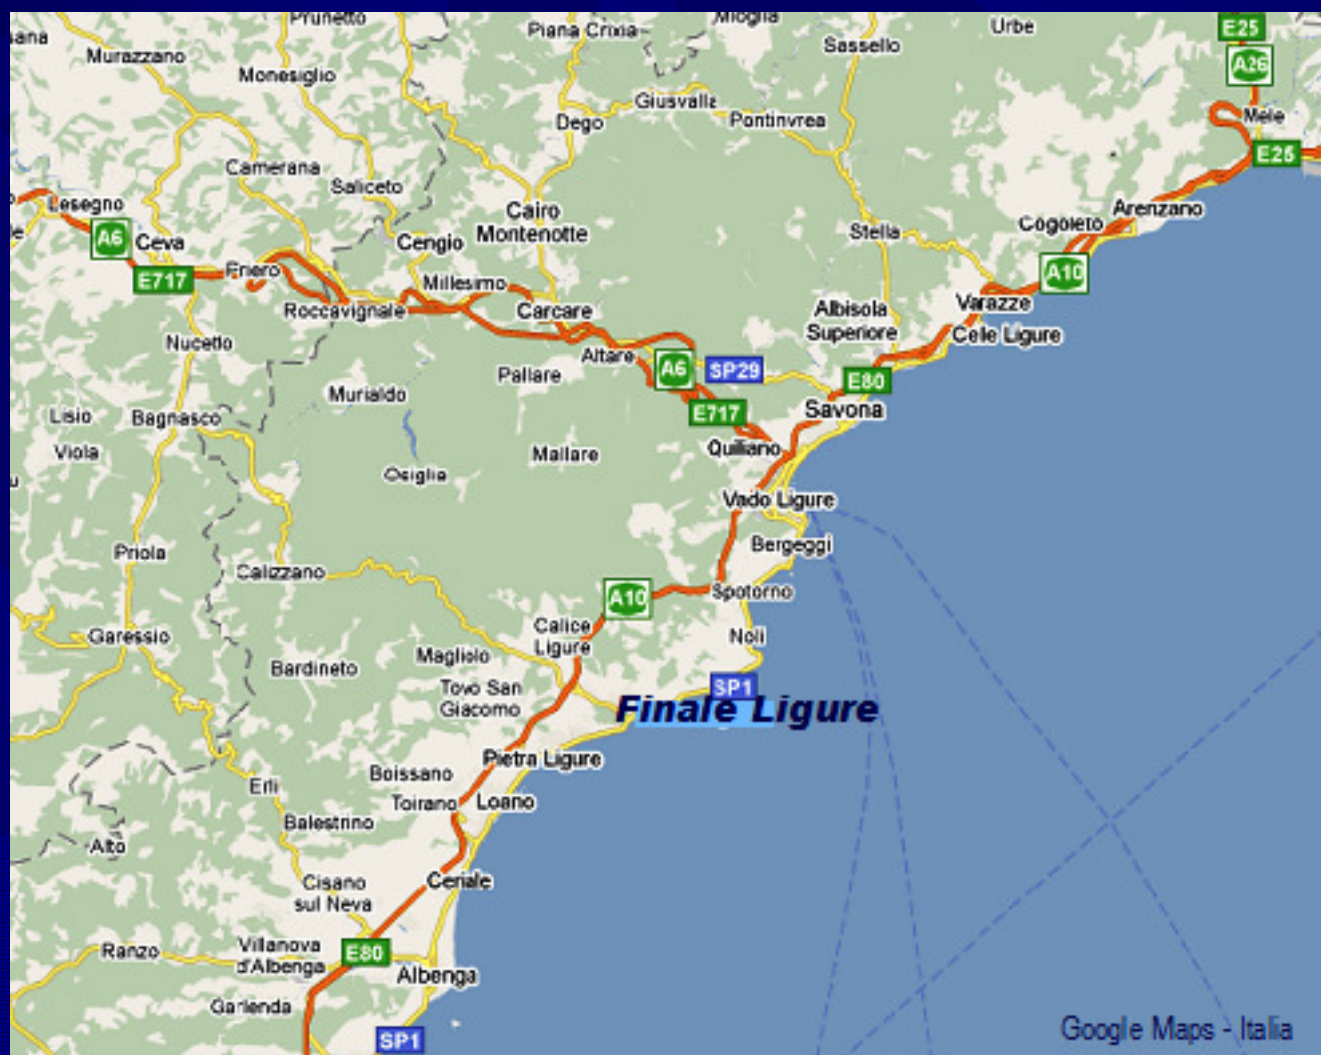 Prunetto
Mioglia
E25
Urbe
Piana Crixia
Sassello
Murazzano
Monesiglio
A26
Giusvalla
Mele
Dego
Pontinvrea
E25
Camerana
Saliceto
Lesegno
Cairo
Montenotte
Arenzano
Cogoleto
A6
Ceva
Cengio
Stella
E717
Priero
Millesimo
A10
Roccavignale
Carcare
Albisola
Superiore
Varazze
Celle Ligure
Nucetto
Altare
A6
SP29
Pallare
E80
Murialdo
Savona
Lisio
Bagnasco
E717
Viola
Mallare
Quiliano
Osiglia
Vado Ligure
Priola
Bergeggi
Calizzano
Spotorno
A10
Calice
Ligure
Noli
Garessio
Magliolo
Bardineto
Tovo San
Giacomo
SP1
Finale Ligure
Pietra Ligure
Boissano
Erli
Toirano
Loano
Balestrino
Alto
Cisano
sul Neva
Ceriale
Ranzo
Villanova
d'Albenga
E80
Albenga
Garlenda
SP1
Google Maps - Italia